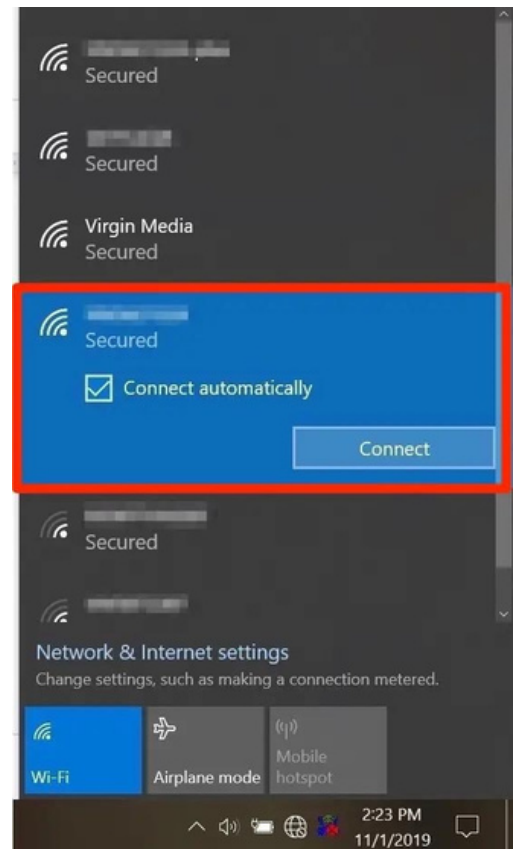 Secured
Secured
Virgin Media
Secured
Secured
Connect automatically
Connect
Secured
Network & Internet settings
Change settings, such as making a connection metered.
Wi-Fi
Airplane mode
Mobile
hotspot
2:23 PM
11/1/2019